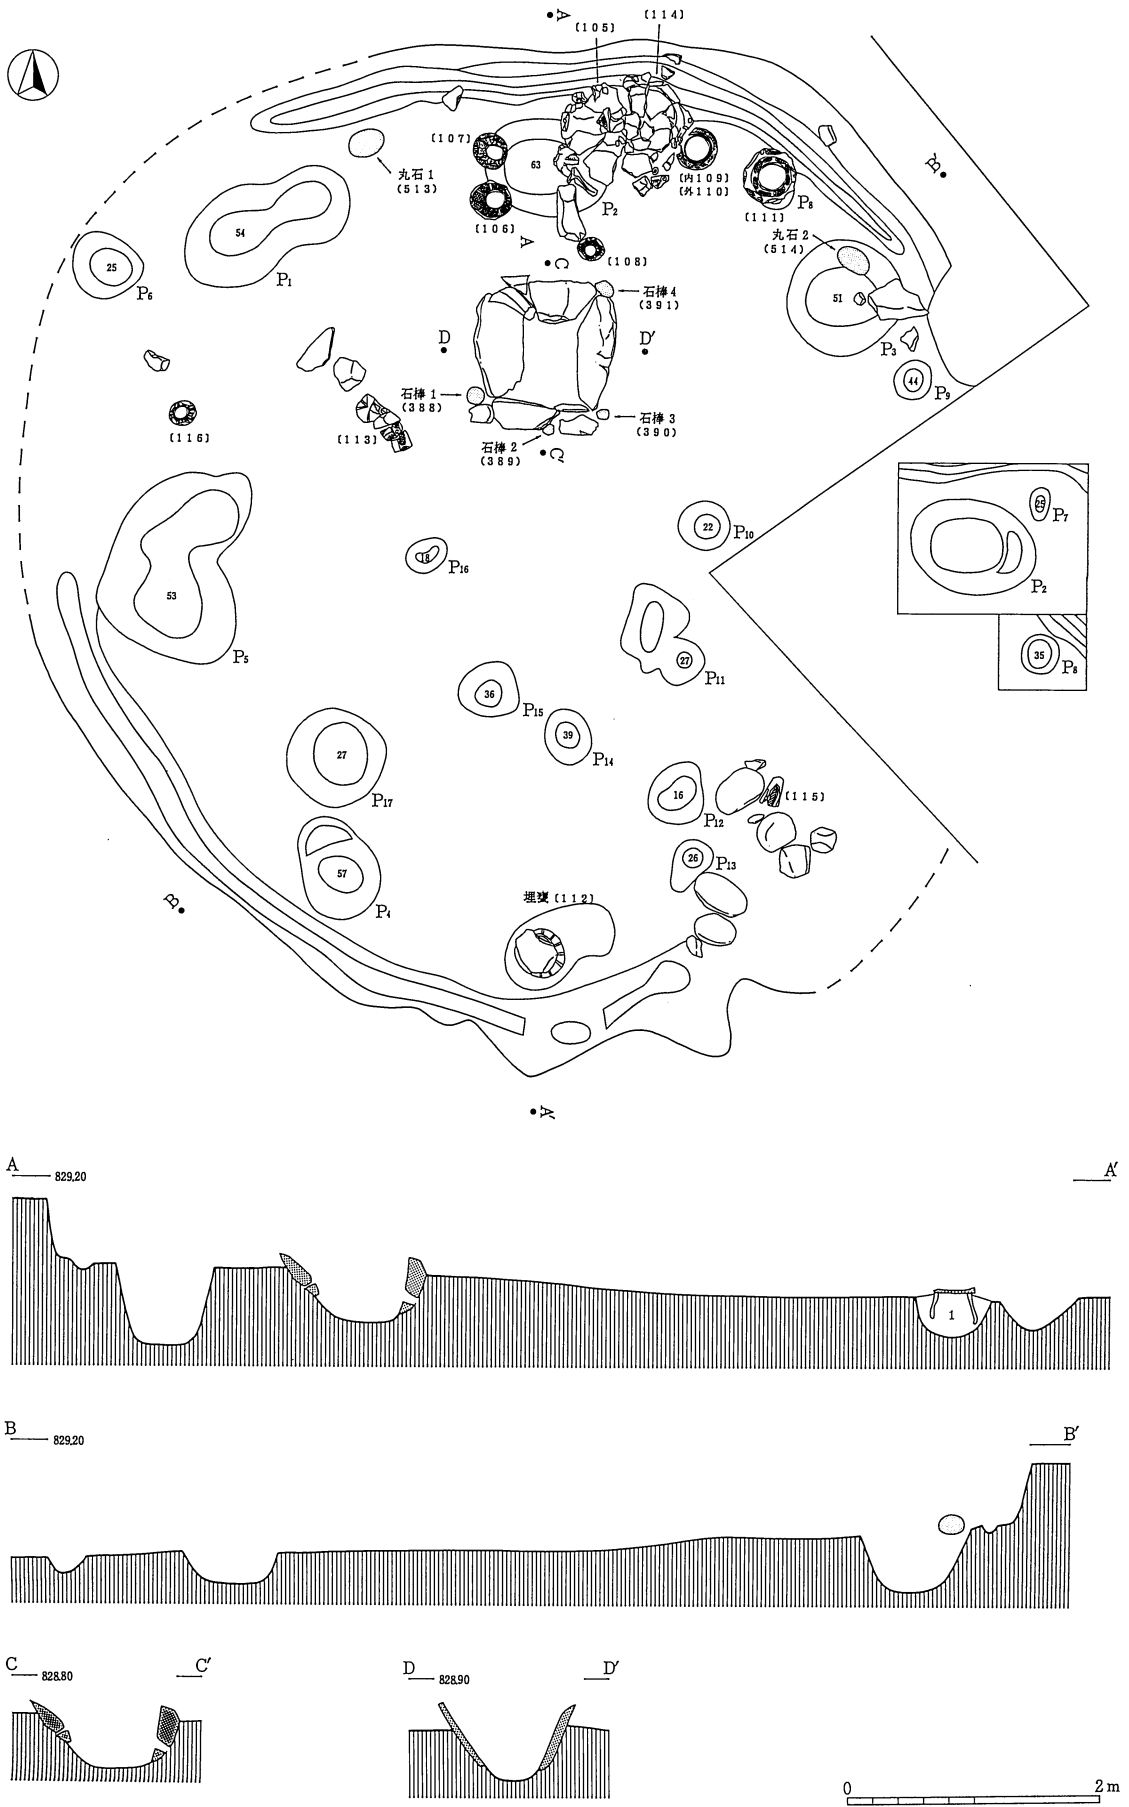 A
〔105〕
〔114〕
〔107〕
63
〔内109〕
〔外110〕
B′
丸石1
(513)
P2
〔111〕
P8
54
〔106〕
A
丸石2
(514)
25
P6
P1
C
〔108〕
石棒4
(391)
51
D
D′
P3
44
P9
石棒1
(388)
〔116〕
〔113〕
石棒3
(390)
石棒2
(389)
C′
22
P10
25
P7
P2
18
P16
53
P5
27
P11
35
P8
36
P15
39
P14
27
P17
16
P12
〔115〕
26
P13
57
P4
B
埋甕〔112〕
A′
A
829.20
A′
1
B
829.20
B′
C
828.80
C′
D
828.90
D′
0
2m